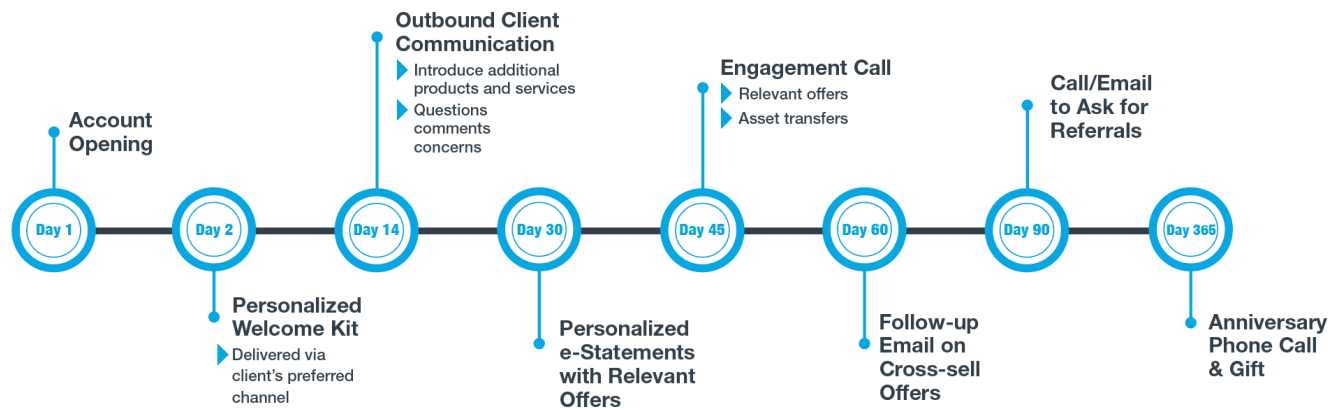 Account
Opening
Day 1
Day 2
Personalized
Welcome Kit
Delivered via
client's preferred
channel
Outbound Client
Communication
Introduce additional
products and services
Questions
comments
concerns
Day 14
Day 30
Personalized
e-Statements
with Relevant
Offers
Engagement Call
Relevant offers
Asset transfers
Day 45
Day 60
Follow-up
Email on
Cross-sell
Offers
Call/Email
to Ask for
Referrals
Day 90
Day 365
Anniversary
Phone Call
& Gift